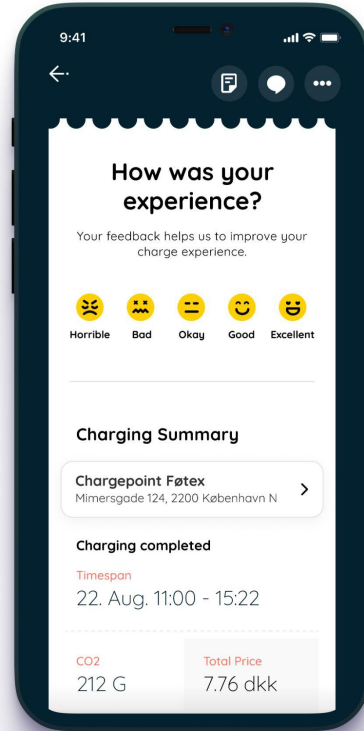 9:41
How was your
experience?
Your feedback helps us to improve your
charge experience.
Horrible Bad Okay Good Excellent
Charging Summary
Chargepoint Føtex
Mimersgade 124, 2200 København N
Charging completed
Timespan
22. Aug. 11:00 - 15:22
CO2 Total Price
212 G 7.76 dkk